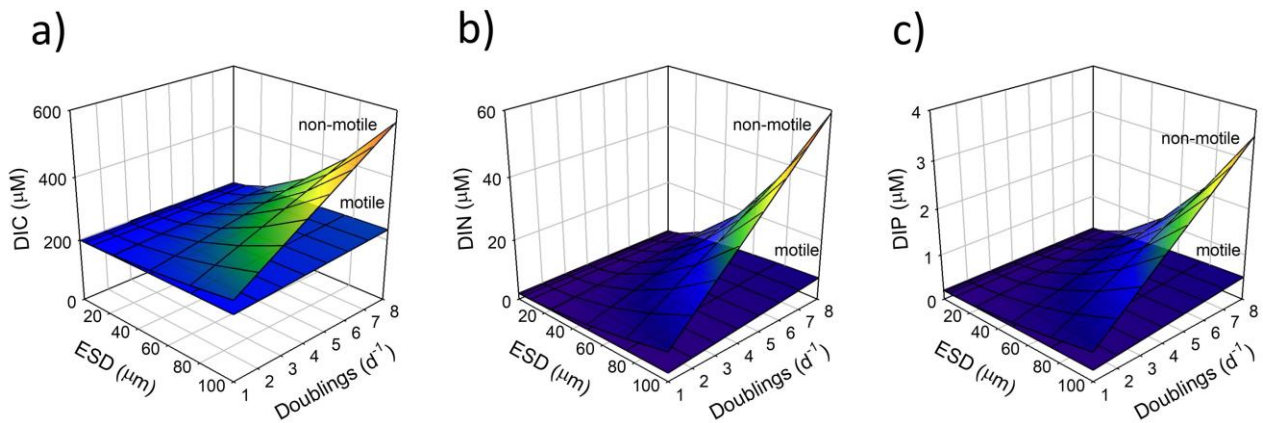 a)
600
400
200
0
DIC (μM)
non-motile
motile
20
40
60
80
100
ESD (μm)
1
2
3
4
5
6
7
8
Doublings (d⁻¹)
b)
60
40
20
0
DIN (μM)
non-motile
motile
20
40
60
80
100
ESD (μm)
1
2
3
4
5
6
7
8
Doublings (d⁻¹)
c)
4
3
2
1
0
DIP (μM)
non-motile
motile
20
40
60
80
100
ESD (μm)
1
2
3
4
5
6
7
8
Doublings (d⁻¹)